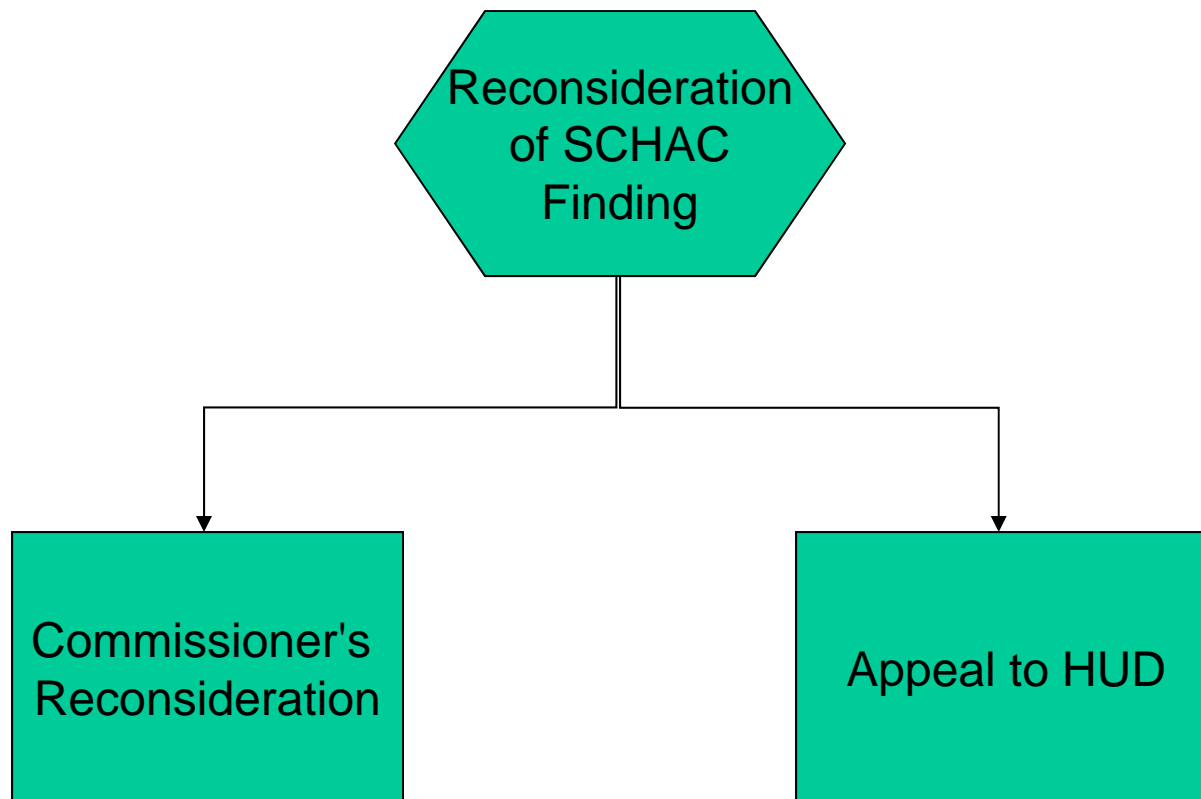 Reconsideration
of SCHAC
Finding
Commissioner's
Reconsideration
Appeal to HUD